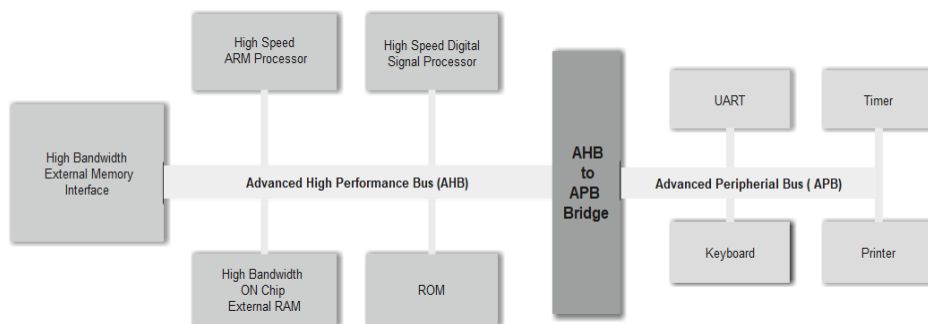 High Speed
ARM Processor
High Speed Digital
Signal Processor
High Bandwidth
External Memory
Interface
Advanced High Performance Bus (AHB)
High Bandwidth
ON Chip
External RAM
ROM
AHB
to
APB
Bridge
UART
Timer
Advanced Peripherial Bus ( APB)
Keyboard
Printer